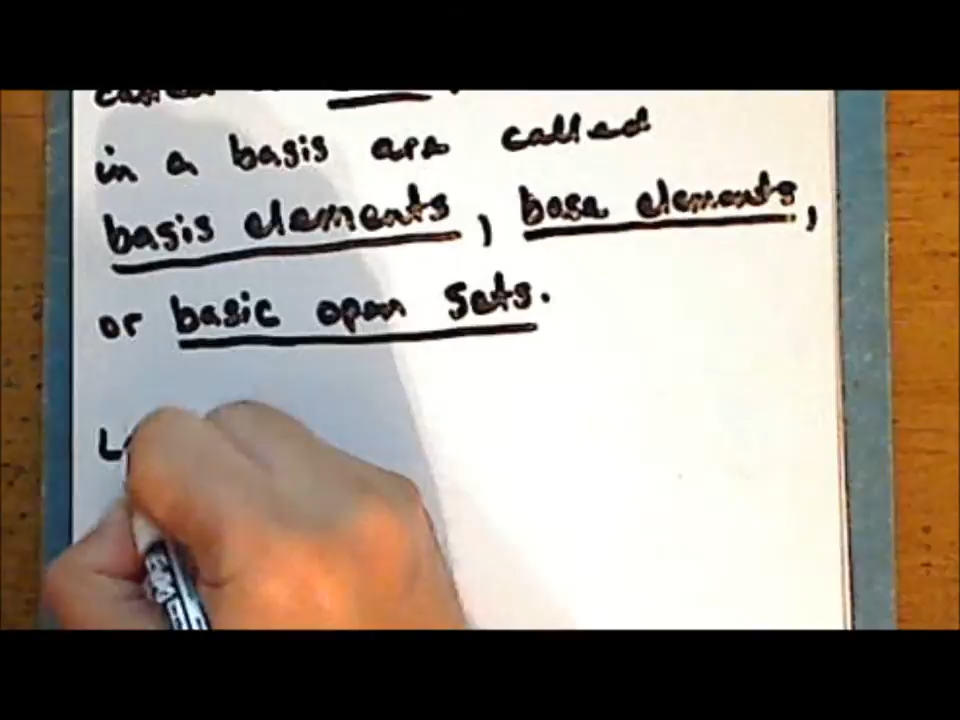 in a basis are called
basis elements, base elements,
or basic open sets.